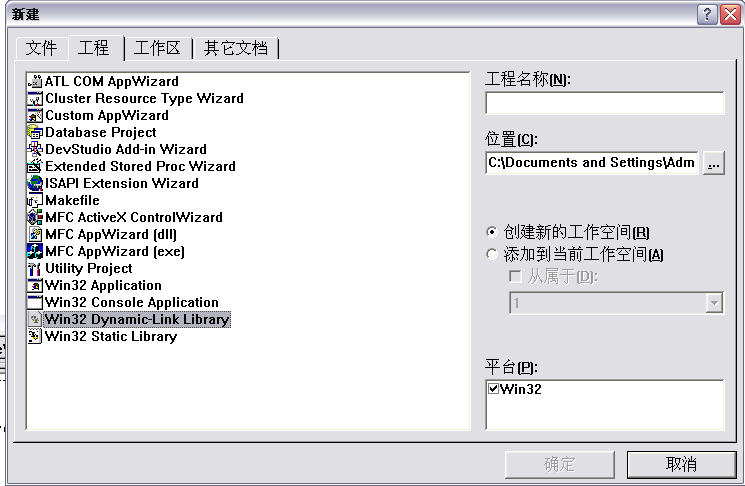 新建
文件 工程 工作区 其它文档
ATL COM AppWizard
Cluster Resource Type Wizard
Custom AppWizard
Database Project
DevStudio Add-in Wizard
Extended Stored Proc Wizard
ISAPI Extension Wizard
Makefile
MFC ActiveX ControlWizard
MFC AppWizard (dll)
MFC AppWizard (exe)
Utility Project
Win32 Application
Win32 Console Application
Win32 Dynamic-Link Library
Win32 Static Library
工程名称(N):
位置(C):
C:\Documents and Settings\Adm
...
创建新的工作空间(R)
添加到当前工作空间(A)
从属于(D):
1
平台(P):
Win32
确定
取消